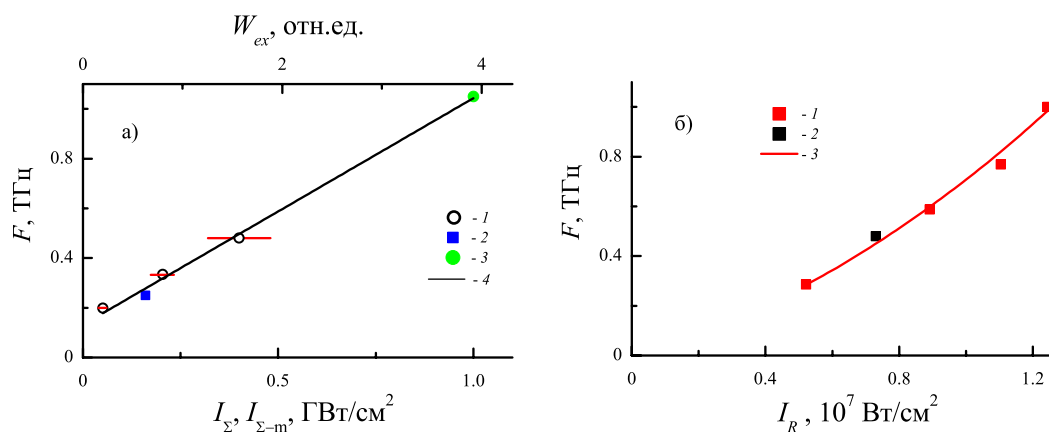 W_ex, отн.ед.
0 2 4
а)
F, ТГц
0.8
0.4
0
- 1
- 2
- 3
- 4
0 0.5 1.0
I_Σ, I_Σ–m, ГВт/см²
б)
F, ТГц
0.8
0.4
0
- 1
- 2
- 3
0 0.4 0.8 1.2
I_R, 10⁷ Вт/см²